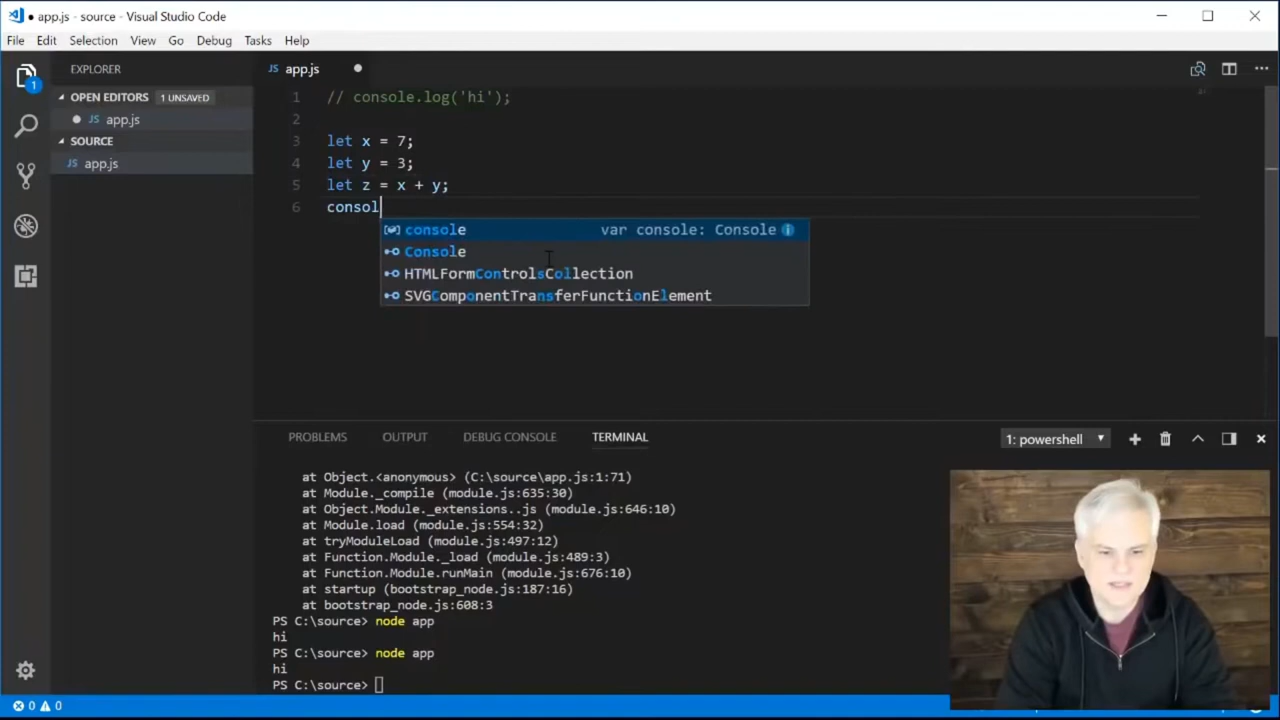 ● app.js - source - Visual Studio Code
File Edit Selection View Go Debug Tasks Help
EXPLORER
OPEN EDITORS 1 UNSAVED
● JS app.js
SOURCE
JS app.js
1
JS app.js ●
1 // console.log('hi');
2
3 let x = 7;
4 let y = 3;
5 let z = x + y;
6 consol
console var console: Console
Console
HTMLFormControlsCollection
SVGComponentTransferFunctionElement
PROBLEMS OUTPUT DEBUG CONSOLE TERMINAL 1: powershell
at Object.<anonymous> (C:\source\app.js:1:71)
at Module._compile (module.js:635:30)
at Object.Module._extensions..js (module.js:646:10)
at Module.load (module.js:554:32)
at tryModuleLoad (module.js:497:12)
at Function.Module._load (module.js:489:3)
at Function.Module.runMain (module.js:676:10)
at startup (bootstrap_node.js:187:16)
at bootstrap_node.js:608:3
PS C:\source> node app
hi
PS C:\source> node app
hi
PS C:\source>
0 0